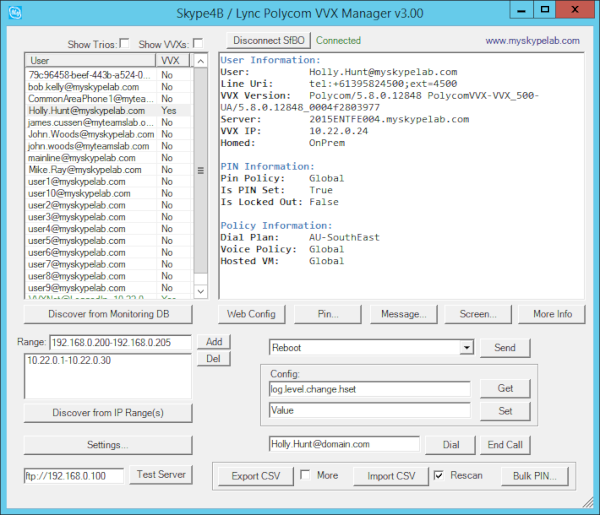 Skype4B / Lync Polycom VVX Manager v3.00
Show Trios: Show VVXs: Disconnect SfBO Connected www.myskypelab.com
User VVX
79c96458-beef-443b-a524-0... No
bob.kelly@myskypelab.com No
CommonAreaPhone1@mytea... No
Holly.Hunt@myskypelab.com Yes
james.cussen@myteamslab.o... No
John.Woods@myskypelab.com No
john.woods@myteamslab.com No
mainline@myskypelab.com No
Mike.Ray@myskypelab.com No
user1@myskypelab.com No
user10@myskypelab.com No
user2@myskypelab.com No
user3@myskypelab.com No
user4@myskypelab.com No
user5@myskypelab.com No
user6@myskypelab.com No
user7@myskypelab.com No
user8@myskypelab.com No
user9@myskypelab.com No
User Information:
User: Holly.Hunt@myskypelab.com
Line Uri: tel:+61395824500;ext=4500
VVX Version: Polycom/5.8.0.12848 PolycomVVX-VVX_500-
UA/5.8.0.12848_0004f2803977
Server: 2015ENTFE004.myskypelab.com
VVX IP: 10.22.0.24
Homed: OnPrem
PIN Information:
Pin Policy: Global
Is PIN Set: True
Is Locked Out: False
Policy Information:
Dial Plan: AU-SouthEast
Voice Policy: Global
Hosted VM: Global
Discover from Monitoring DB Web Config Pin... Message... Screen... More Info
Range: 192.168.0.200-192.168.0.205 Add
10.22.0.1-10.22.0.30 Del
Discover from IP Range(s)
Settings...
ftp://192.168.0.100 Test Server
Reboot Send
Config:
log.level.change.hset Get
Value Set
Holly.Hunt@domain.com Dial End Call
Export CSV More Import CSV Rescan Bulk PIN...